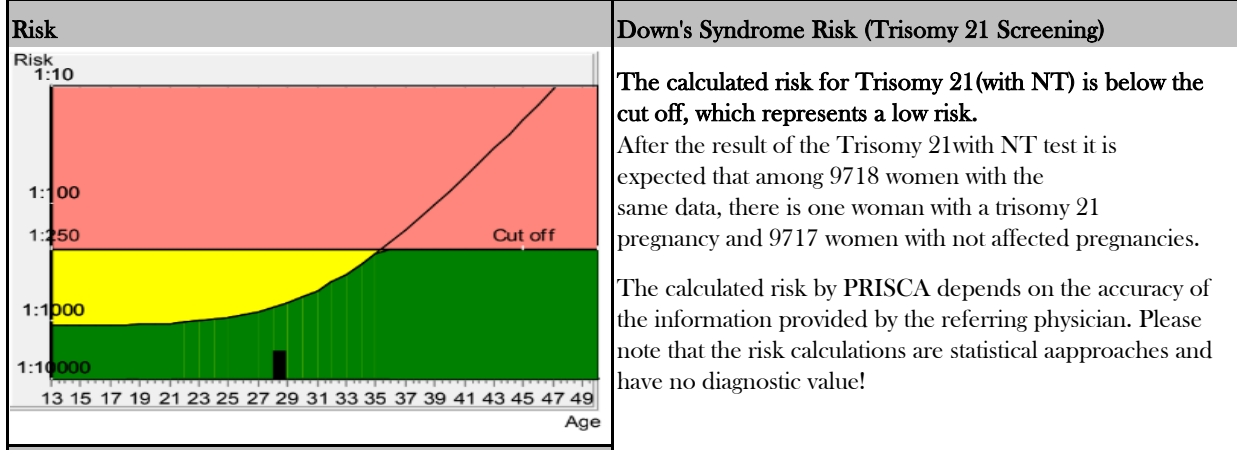 Risk
Down's Syndrome Risk (Trisomy 21 Screening)
Risk
1:10
1:100
1:250
Cut off
1:1000
1:10000
13 15 17 19 21 23 25 27 29 31 33 35 37 39 41 43 45 47 49
Age
The calculated risk for Trisomy 21(with NT) is below the
cut off, which represents a low risk.
After the result of the Trisomy 21with NT test it is
expected that among 9718 women with the
same data, there is one woman with a trisomy 21
pregnancy and 9717 women with not affected pregnancies.
The calculated risk by PRISCA depends on the accuracy of
the information provided by the referring physician. Please
note that the risk calculations are statistical aapproaches and
have no diagnostic value!